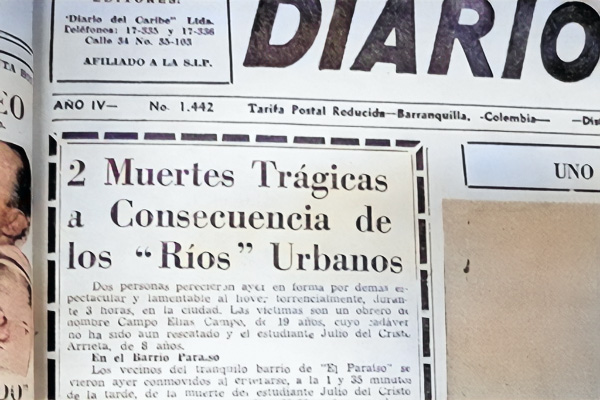 EDITORES:
"Diario del Caribe" Ltda.
Teléfonos: 17-335 y 17-336
Calle 34 No. 35-103
AFILIADO A LA S.I.P.
DIARIO
AÑO IV— No. 1.442 Tarifa Postal Reducida—Barranquilla, -Colombia—
UNO
2 Muertes Trágicas
a Consecuencia de
los "Ríos" Urbanos
Dos personas perecieron ayer en forma por demás es-
pectacular y lamentable al llover torrencialmente, duran-
te 3 horas, en la ciudad. Las víctimas son un obrero de
nombre Campo Elías Campo, de 19 años, cuyo cadáver
no ha sido aun rescatado y el estudiante Julio del Cristo
Arrieta, de 8 años.
En el Barrio Paraíso
Los vecinos del tranquilo barrio de "El Paraíso" se
vieron ayer conmovidos al enterarse, a la 1 y 35 minutos
de la tarde, de la muerte del estudiante Julio del Cristo